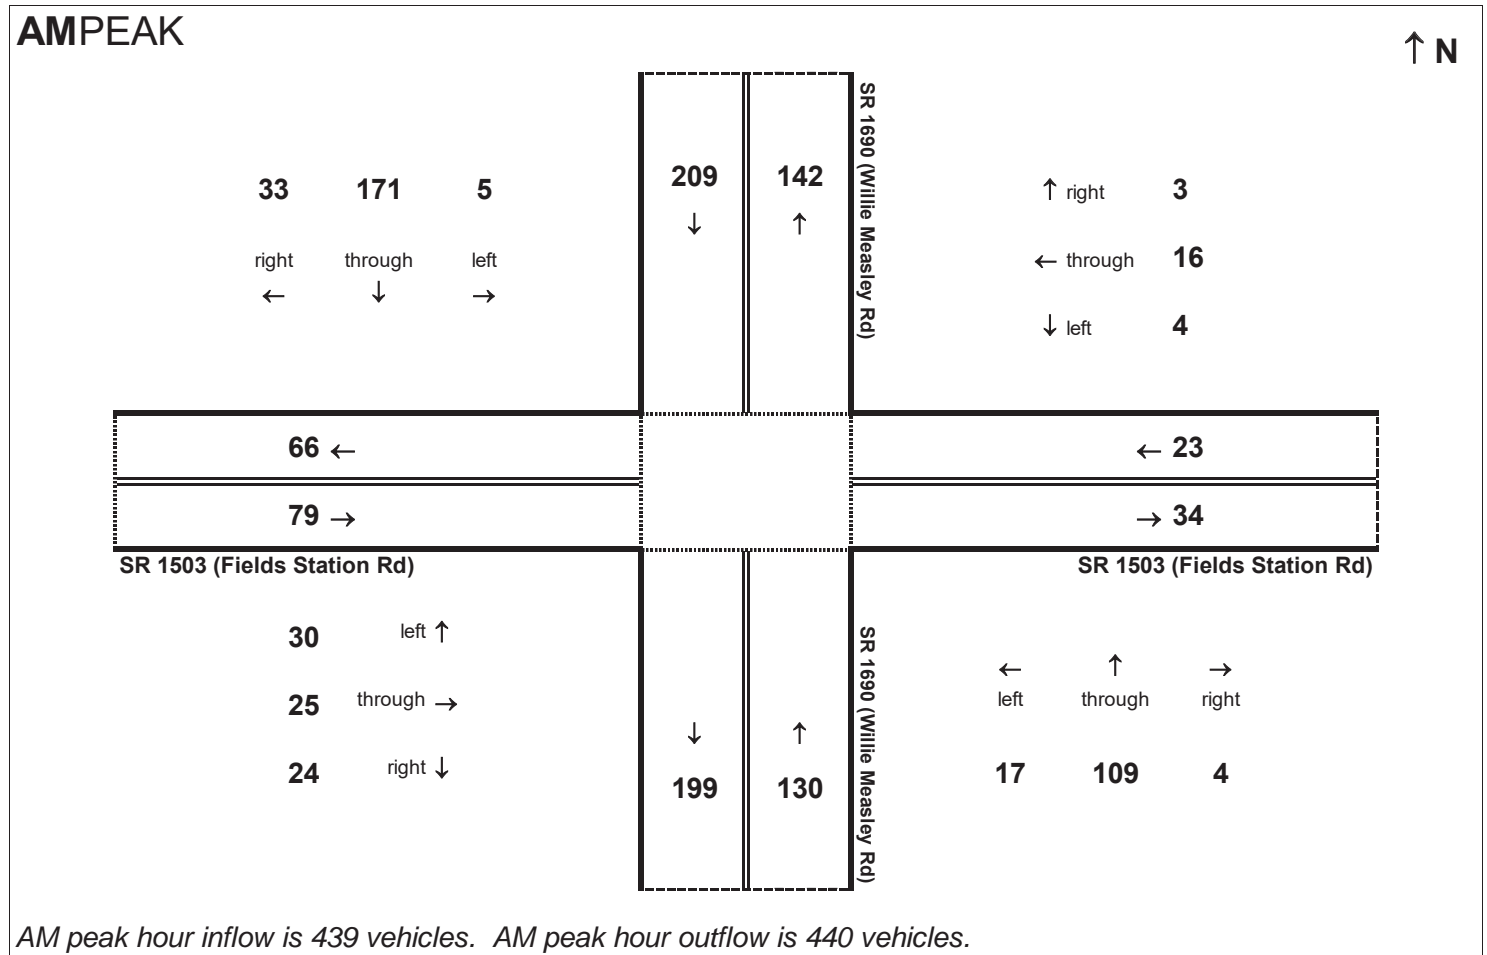 AMPEAK
↑ N
SR 1690 (Willie Measley Rd)
209 142
↓ ↑
33 171 5
right through left
← ↓ →
↑ right 3
← through 16
↓ left 4
66 ←
← 23
79 →
→ 34
SR 1503 (Fields Station Rd)
SR 1503 (Fields Station Rd)
30 left ↑
25 through →
24 right ↓
↓ ↑
199 130
SR 1690 (Willie Measley Rd)
← ↑ →
left through right
17 109 4
AM peak hour inflow is 439 vehicles. AM peak hour outflow is 440 vehicles.